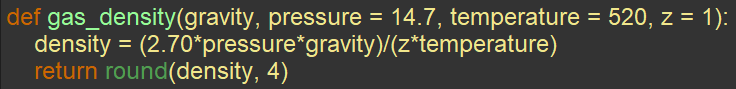 def gas_density(gravity, pressure = 14.7, temperature = 520, z = 1):
    density = (2.70*pressure*gravity)/(z*temperature)
    return round(density, 4)